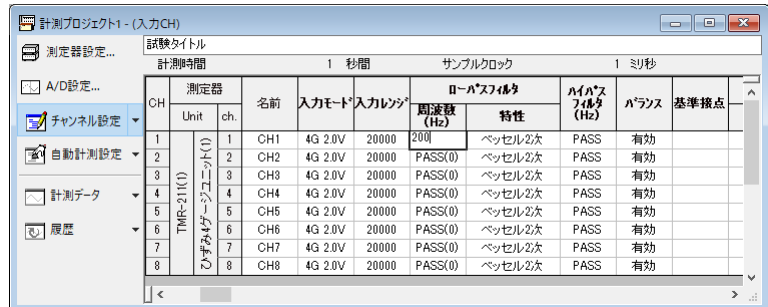 計測プロジェクト1 - (入力CH)
測定器設定...
A/D設定...
チャンネル設定
自動計測設定
計測データ
履歴
試験タイトル
計測時間 1 秒間 サンプルクロック 1 ミリ秒
CH 測定器 名前 入力モード 入力レンジ ローパスフィルタ ハイパスフィルタ(Hz) バランス 基準接点
Unit ch. 周波数(Hz) 特性
TMR-211(1)
ひずみ4ゲージユニット(1)
1 1 CH1 4G 2.0V 20000 200 ベッセル2次 PASS 有効
2 2 CH2 4G 2.0V 20000 PASS(0) ベッセル2次 PASS 有効
3 3 CH3 4G 2.0V 20000 PASS(0) ベッセル2次 PASS 有効
4 4 CH4 4G 2.0V 20000 PASS(0) ベッセル2次 PASS 有効
5 5 CH5 4G 2.0V 20000 PASS(0) ベッセル2次 PASS 有効
6 6 CH6 4G 2.0V 20000 PASS(0) ベッセル2次 PASS 有効
7 7 CH7 4G 2.0V 20000 PASS(0) ベッセル2次 PASS 有効
8 8 CH8 4G 2.0V 20000 PASS(0) ベッセル2次 PASS 有効